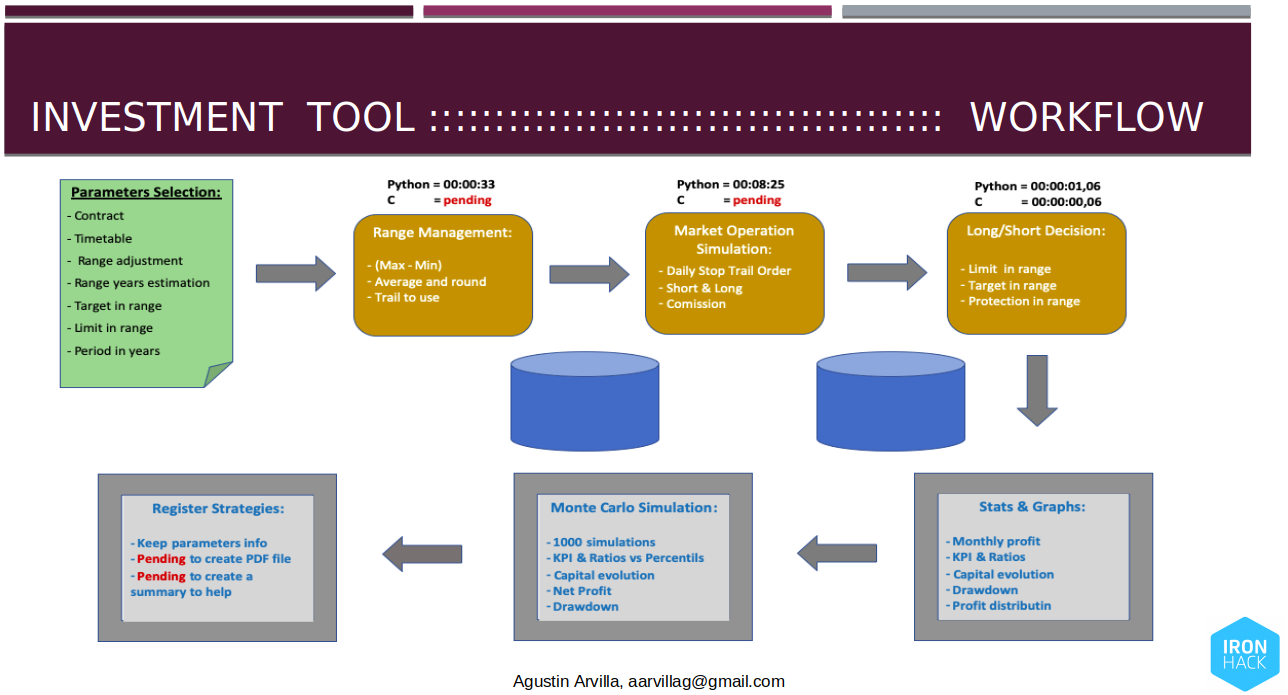 INVESTMENT TOOL ::::::::::::::::::::::::::::::::::::::: WORKFLOW
Parameters Selection:
- Contract
- Timetable
- Range adjustment
- Range years estimation
- Target in range
- Limit in range
- Period in years
Python = 00:00:33
C = pending
Range Management:
- (Max - Min)
- Average and round
- Trail to use
Python = 00:08:25
C = pending
Market Operation
Simulation:
- Daily Stop Trail Order
- Short & Long
- Comission
Python = 00:00:01,06
C = 00:00:00,06
Long/Short Decision:
- Limit in range
- Target in range
- Protection in range
Register Strategies:
- Keep parameters info
- Pending to create PDF file
- Pending to create a
summary to help
Monte Carlo Simulation:
- 1000 simulations
- KPI & Ratios vs Percentils
- Capital evolution
- Net Profit
- Drawdown
Stats & Graphs:
- Monthly profit
- KPI & Ratios
- Capital evolution
- Drawdown
- Profit distributin
IRON
HACK
Agustin Arvilla, aarvillag@gmail.com